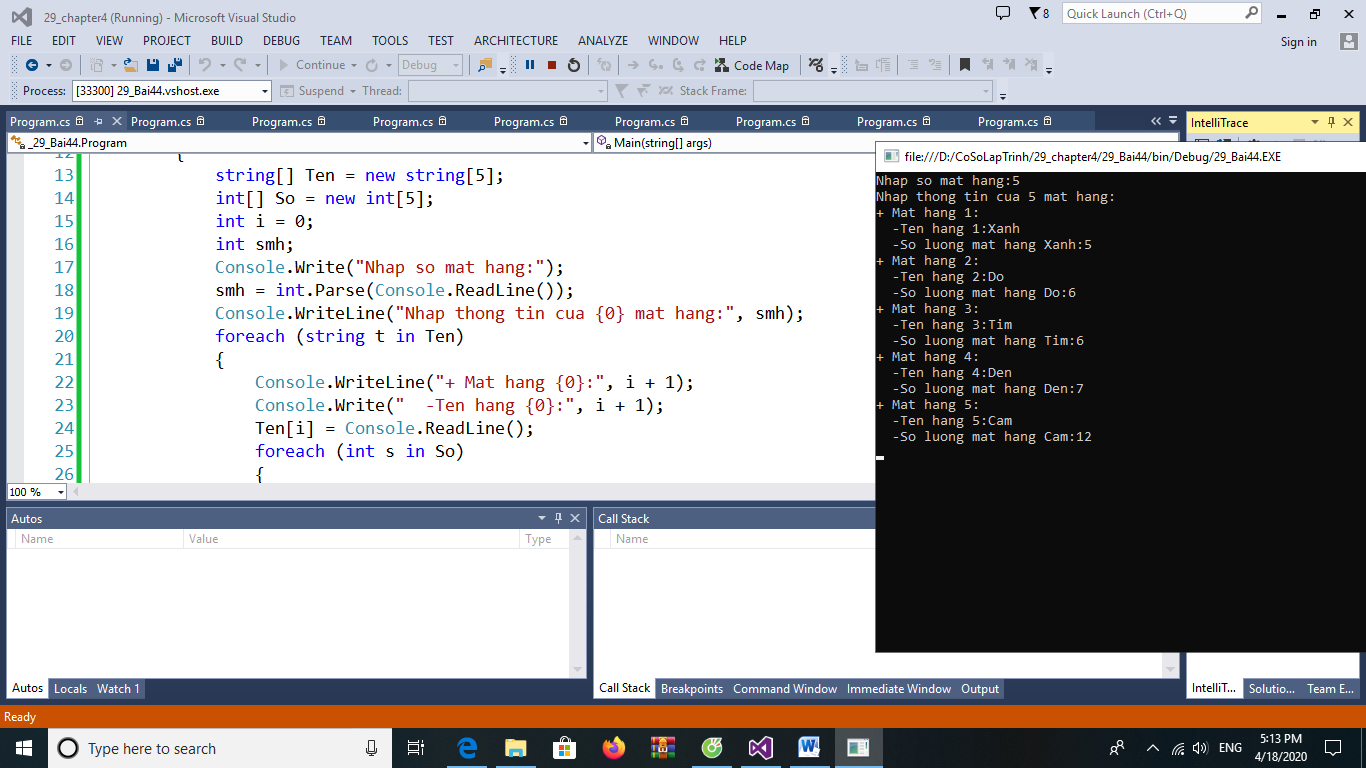 29_chapter4 (Running) - Microsoft Visual Studio
8
Quick Launch (Ctrl+Q)
FILE EDIT VIEW PROJECT BUILD DEBUG TEAM TOOLS TEST ARCHITECTURE ANALYZE WINDOW HELP
Sign in
Continue Debug Code Map
Process: [33300] 29_Bai44.vshost.exe Suspend Thread: Stack Frame:
Program.cs Program.cs Program.cs Program.cs Program.cs Program.cs Program.cs Program.cs Program.cs
IntelliTrace
_29_Bai44.Program Main(string[] args)
12 {
13 string[] Ten = new string[5];
14 int[] So = new int[5];
15 int i = 0;
16 int smh;
17 Console.Write("Nhap so mat hang:");
18 smh = int.Parse(Console.ReadLine());
19 Console.WriteLine("Nhap thong tin cua {0} mat hang:", smh);
20 foreach (string t in Ten)
21 {
22 Console.WriteLine("+ Mat hang {0}:", i + 1);
23 Console.Write("  -Ten hang {0}:", i + 1);
24 Ten[i] = Console.ReadLine();
25 foreach (int s in So)
26 {
100 %
file:///D:/CoSoLapTrinh/29_chapter4/29_Bai44/bin/Debug/29_Bai44.EXE
Nhap so mat hang:5
Nhap thong tin cua 5 mat hang:
+ Mat hang 1:
-Ten hang 1:Xanh
-So luong mat hang Xanh:5
+ Mat hang 2:
-Ten hang 2:Do
-So luong mat hang Do:6
+ Mat hang 3:
-Ten hang 3:Tim
-So luong mat hang Tim:6
+ Mat hang 4:
-Ten hang 4:Den
-So luong mat hang Den:7
+ Mat hang 5:
-Ten hang 5:Cam
-So luong mat hang Cam:12
Autos
Name Value Type
Call Stack
Name
Autos Locals Watch 1
Call Stack Breakpoints Command Window Immediate Window Output
IntelliT... Solutio... Team E...
Ready
Type here to search
ENG
5:13 PM
4/18/2020